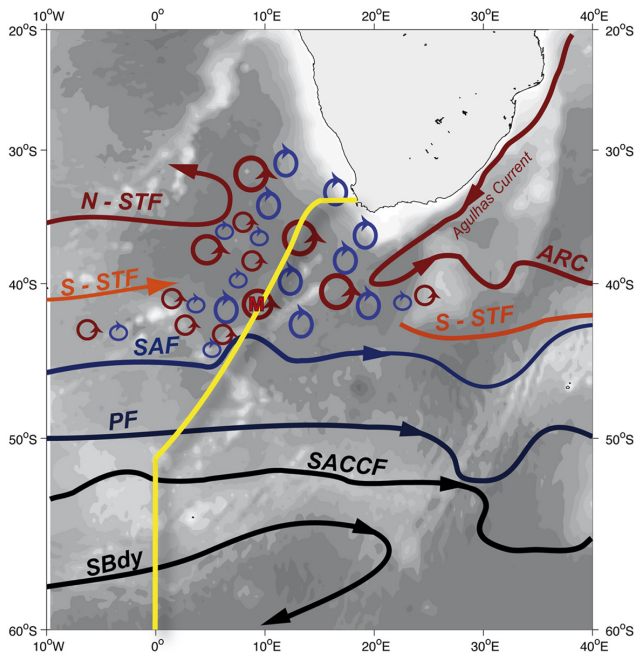 10°W 0° 10°E 20°E 30°E 40°E
20°S 20°S
30°S 30°S
N - STF
Agulhas Current
ARC
40°S 40°S
S - STF
M
S - STF
SAF
PF
50°S 50°S
SACCF
SBdy
60°S 60°S
10°W 0° 10°E 20°E 30°E 40°E